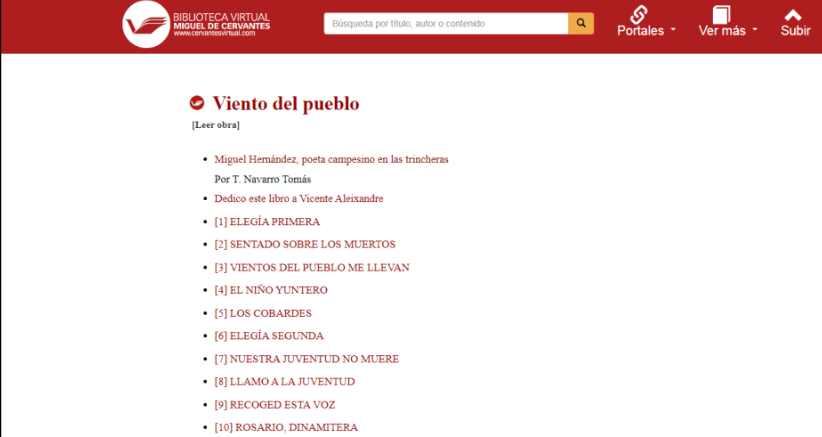 BIBLIOTECA VIRTUAL
MIGUEL DE CERVANTES
www.cervantesvirtual.com
Búsqueda por título, autor o contenido
Portales
Ver más
Subir
Viento del pueblo
[Leer obra]
Miguel Hernández, poeta campesino en las trincheras
Por T. Navarro Tomás
Dedico este libro a Vicente Aleixandre
[1] ELEGÍA PRIMERA
[2] SENTADO SOBRE LOS MUERTOS
[3] VIENTOS DEL PUEBLO ME LLEVAN
[4] EL NIÑO YUNTERO
[5] LOS COBARDES
[6] ELEGÍA SEGUNDA
[7] NUESTRA JUVENTUD NO MUERE
[8] LLAMO A LA JUVENTUD
[9] RECOGED ESTA VOZ
[10] ROSARIO, DINAMITERA